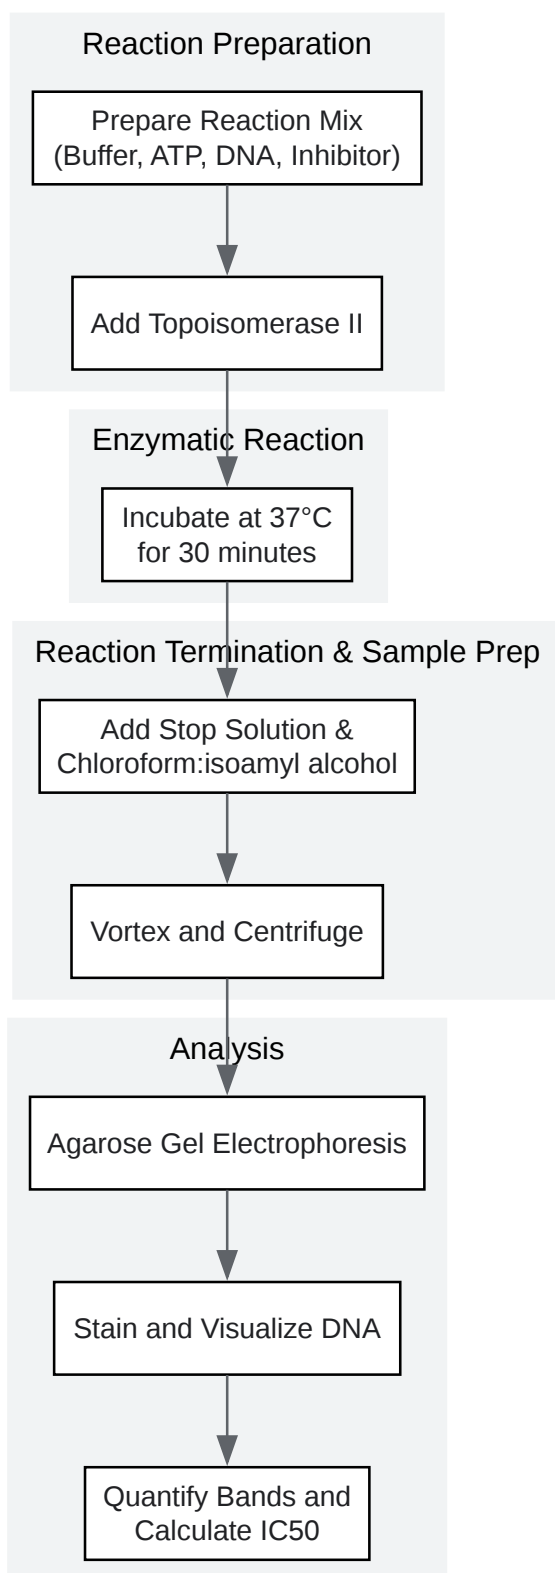 Reaction Preparation
Prepare Reaction Mix
(Buffer, ATP, DNA, Inhibitor)
Add Topoisomerase II
Enzymatic Reaction
Incubate at 37°C
for 30 minutes
Reaction Termination & Sample Prep
Add Stop Solution &
Chloroform:isoamyl alcohol
Vortex and Centrifuge
Analysis
Agarose Gel Electrophoresis
Stain and Visualize DNA
Quantify Bands and
Calculate IC50